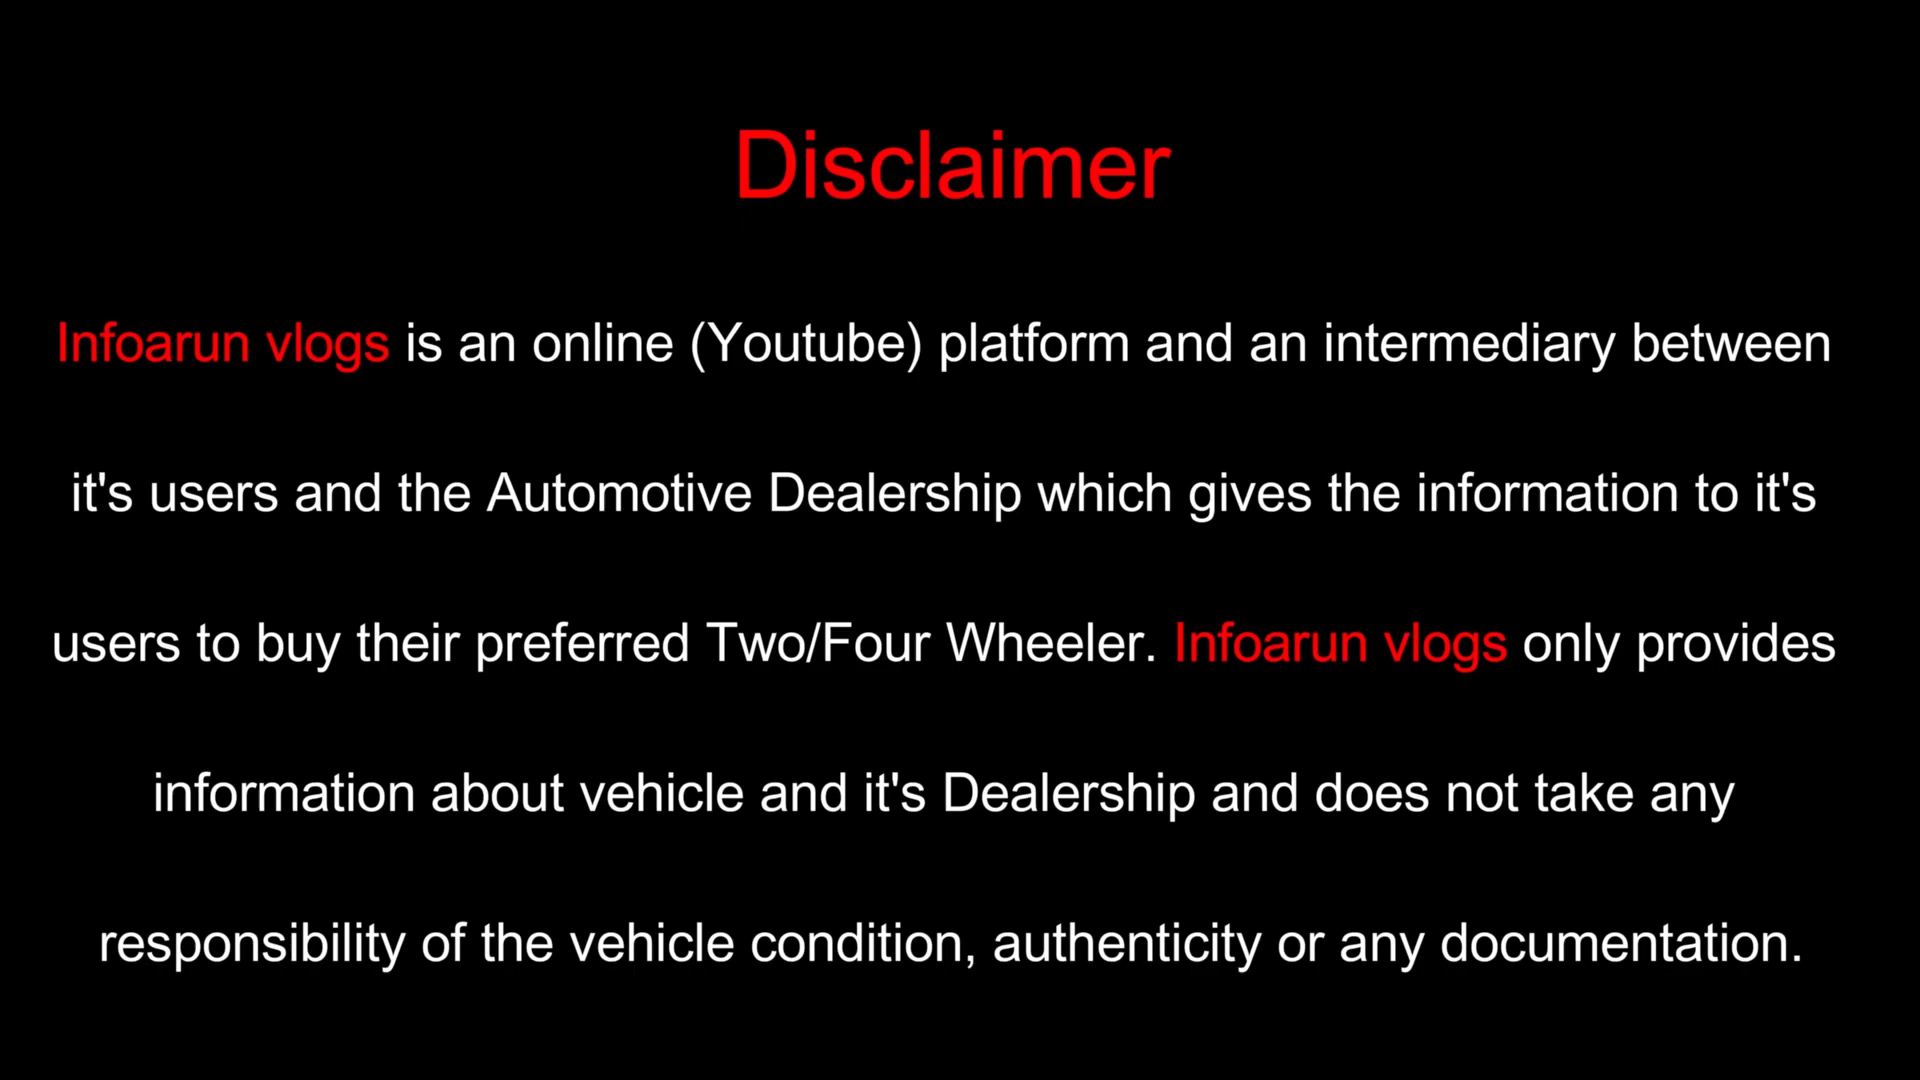 Disclaimer
Infoarun vlogs is an online (Youtube) platform and an intermediary between
it's users and the Automotive Dealership which gives the information to it's
users to buy their preferred Two/Four Wheeler. Infoarun vlogs only provides
information about vehicle and it's Dealership and does not take any
responsibility of the vehicle condition, authenticity or any documentation.